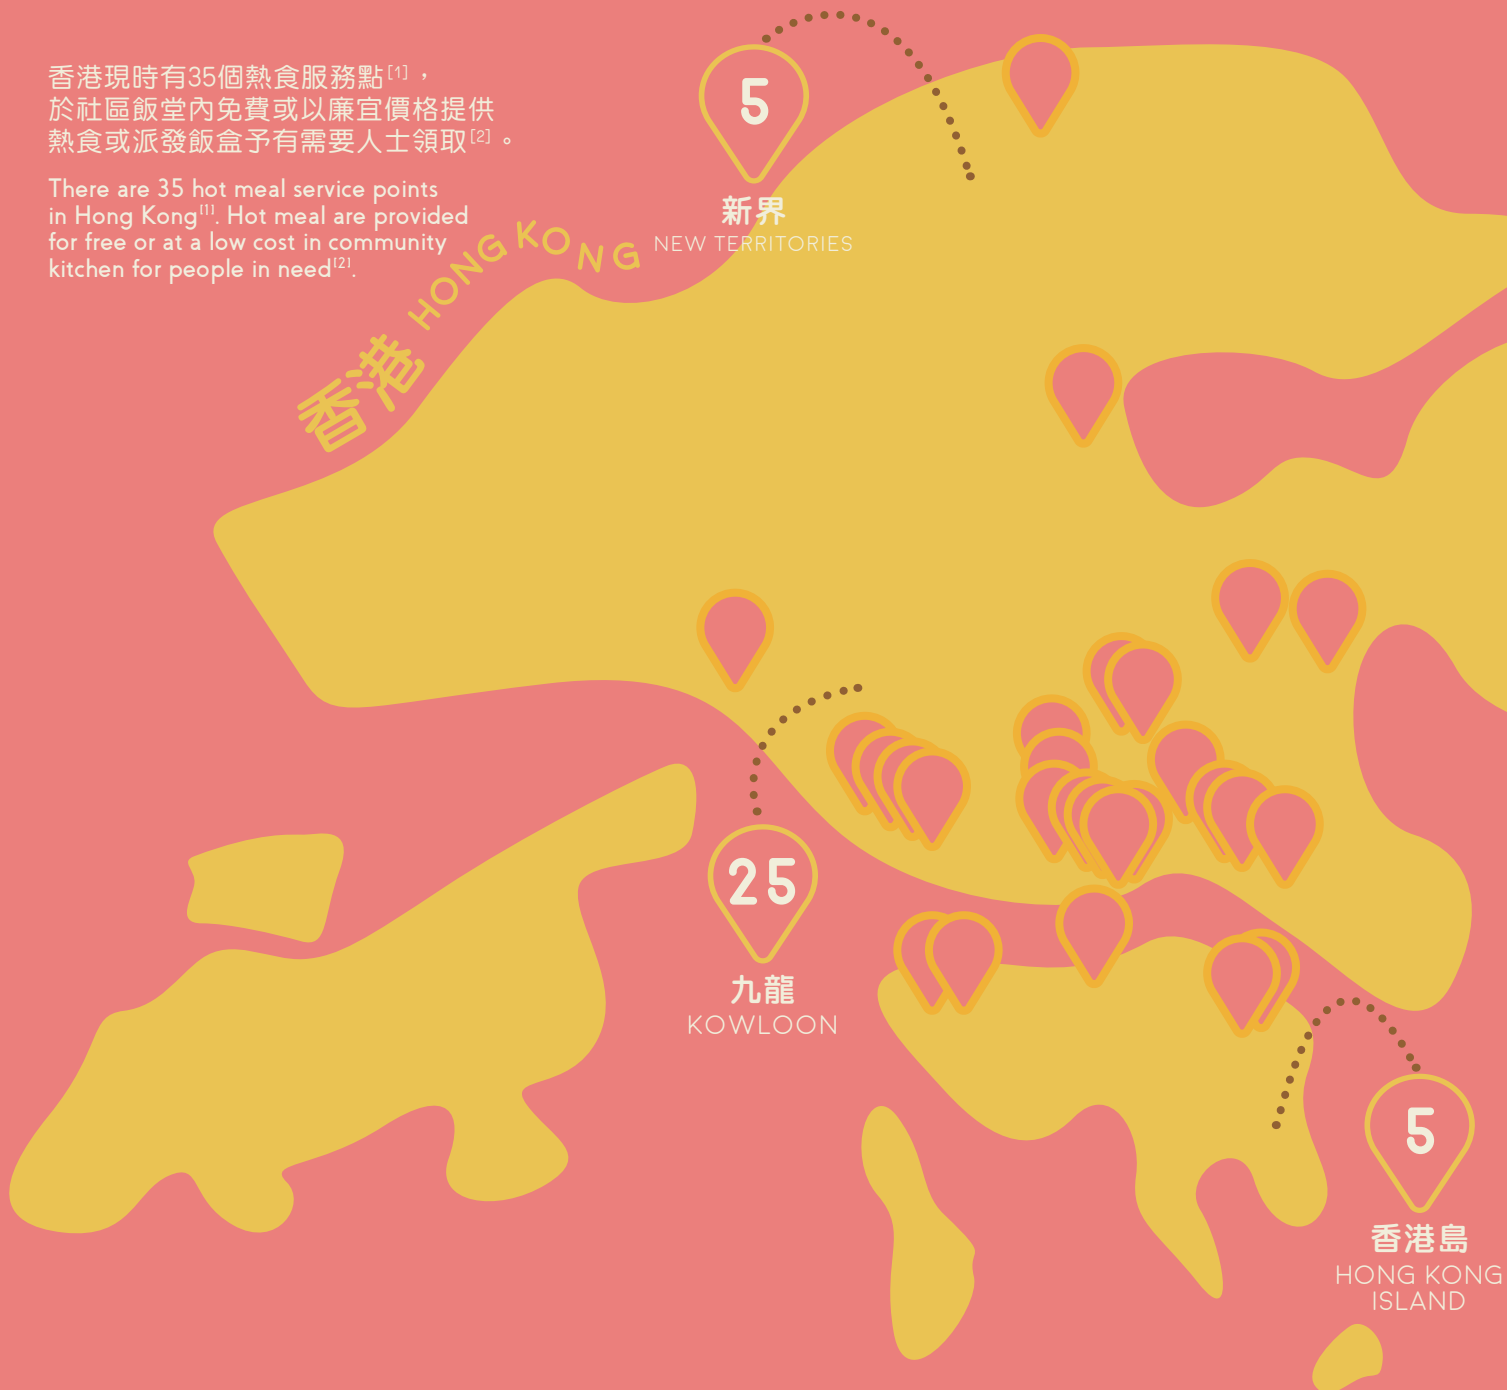 香港現時有35個熱食服務點[1]，
於社區飯堂內免費或以廉宜價格提供
熱食或派發飯盒予有需要人士領取[2]。
There are 35 hot meal service points
in Hong Kong[1]. Hot meal are provided
for free or at a low cost in community
kitchen for people in need[2].
香港 HONG KONG
5
新界
NEW TERRITORIES
25
九龍
KOWLOON
5
香港島
HONG KONG
ISLAND